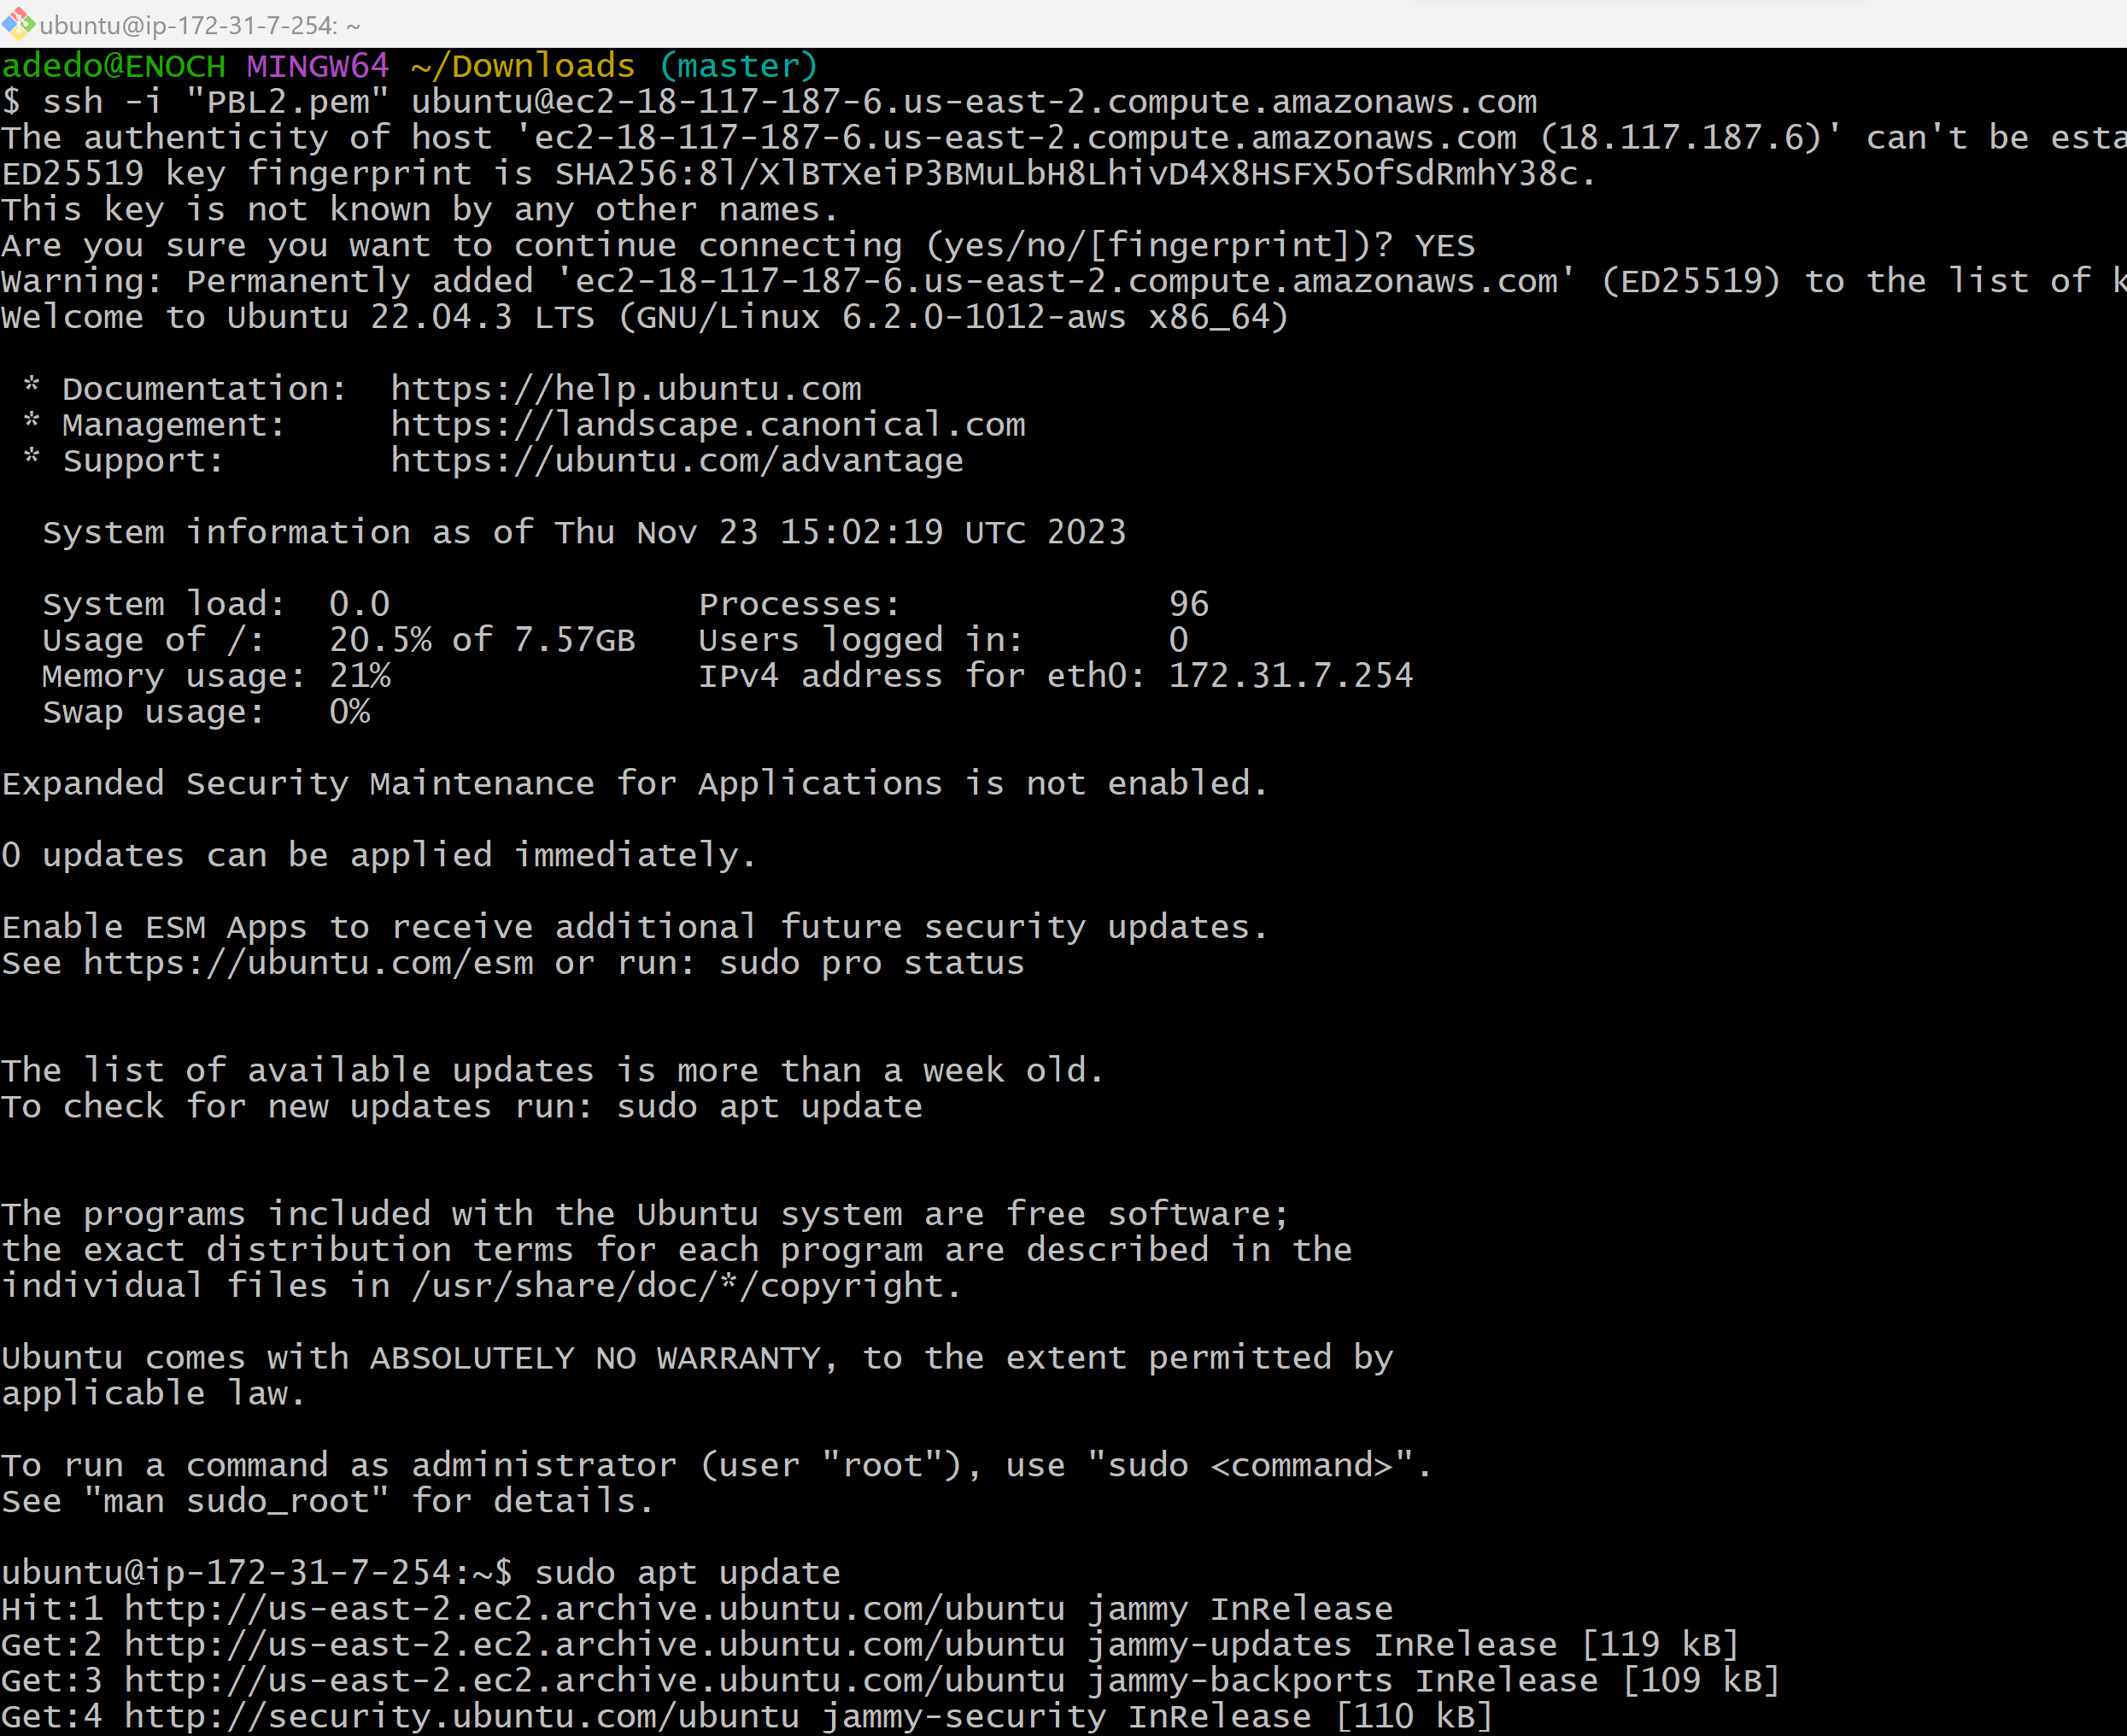 ubuntu@ip-172-31-7-254: ~
adedo@ENOCH MINGW64 ~/Downloads (master)
$ ssh -i "PBL2.pem" ubuntu@ec2-18-117-187-6.us-east-2.compute.amazonaws.com
The authenticity of host 'ec2-18-117-187-6.us-east-2.compute.amazonaws.com (18.117.187.6)' can't be esta
ED25519 key fingerprint is SHA256:8l/XlBTXeiP3BMuLbH8LhivD4X8HSFX5OfSdRmhY38c.
This key is not known by any other names.
Are you sure you want to continue connecting (yes/no/[fingerprint])? YES
Warning: Permanently added 'ec2-18-117-187-6.us-east-2.compute.amazonaws.com' (ED25519) to the list of k
Welcome to Ubuntu 22.04.3 LTS (GNU/Linux 6.2.0-1012-aws x86_64)
* Documentation:  https://help.ubuntu.com
* Management:     https://landscape.canonical.com
* Support:        https://ubuntu.com/advantage
System information as of Thu Nov 23 15:02:19 UTC 2023
System load:  0.0               Processes:             96
Usage of /:   20.5% of 7.57GB   Users logged in:       0
Memory usage: 21%               IPv4 address for eth0: 172.31.7.254
Swap usage:   0%
Expanded Security Maintenance for Applications is not enabled.
0 updates can be applied immediately.
Enable ESM Apps to receive additional future security updates.
See https://ubuntu.com/esm or run: sudo pro status
The list of available updates is more than a week old.
To check for new updates run: sudo apt update
The programs included with the Ubuntu system are free software;
the exact distribution terms for each program are described in the
individual files in /usr/share/doc/*/copyright.
Ubuntu comes with ABSOLUTELY NO WARRANTY, to the extent permitted by
applicable law.
To run a command as administrator (user "root"), use "sudo <command>".
See "man sudo_root" for details.
ubuntu@ip-172-31-7-254:~$ sudo apt update
Hit:1 http://us-east-2.ec2.archive.ubuntu.com/ubuntu jammy InRelease
Get:2 http://us-east-2.ec2.archive.ubuntu.com/ubuntu jammy-updates InRelease [119 kB]
Get:3 http://us-east-2.ec2.archive.ubuntu.com/ubuntu jammy-backports InRelease [109 kB]
Get:4 http://security.ubuntu.com/ubuntu jammy-security InRelease [110 kB]